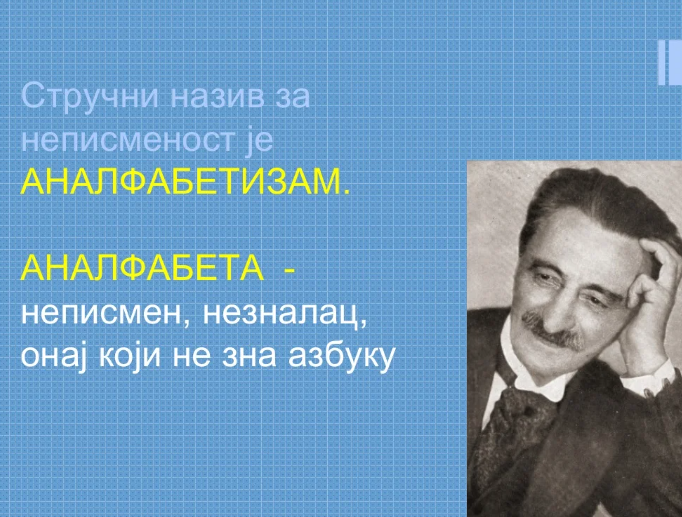 Стручни назив за
неписменост је
АНАЛФАБЕТИЗАМ.
АНАЛФАБЕТА -
неписмен, незналац,
онај који не зна азбуку